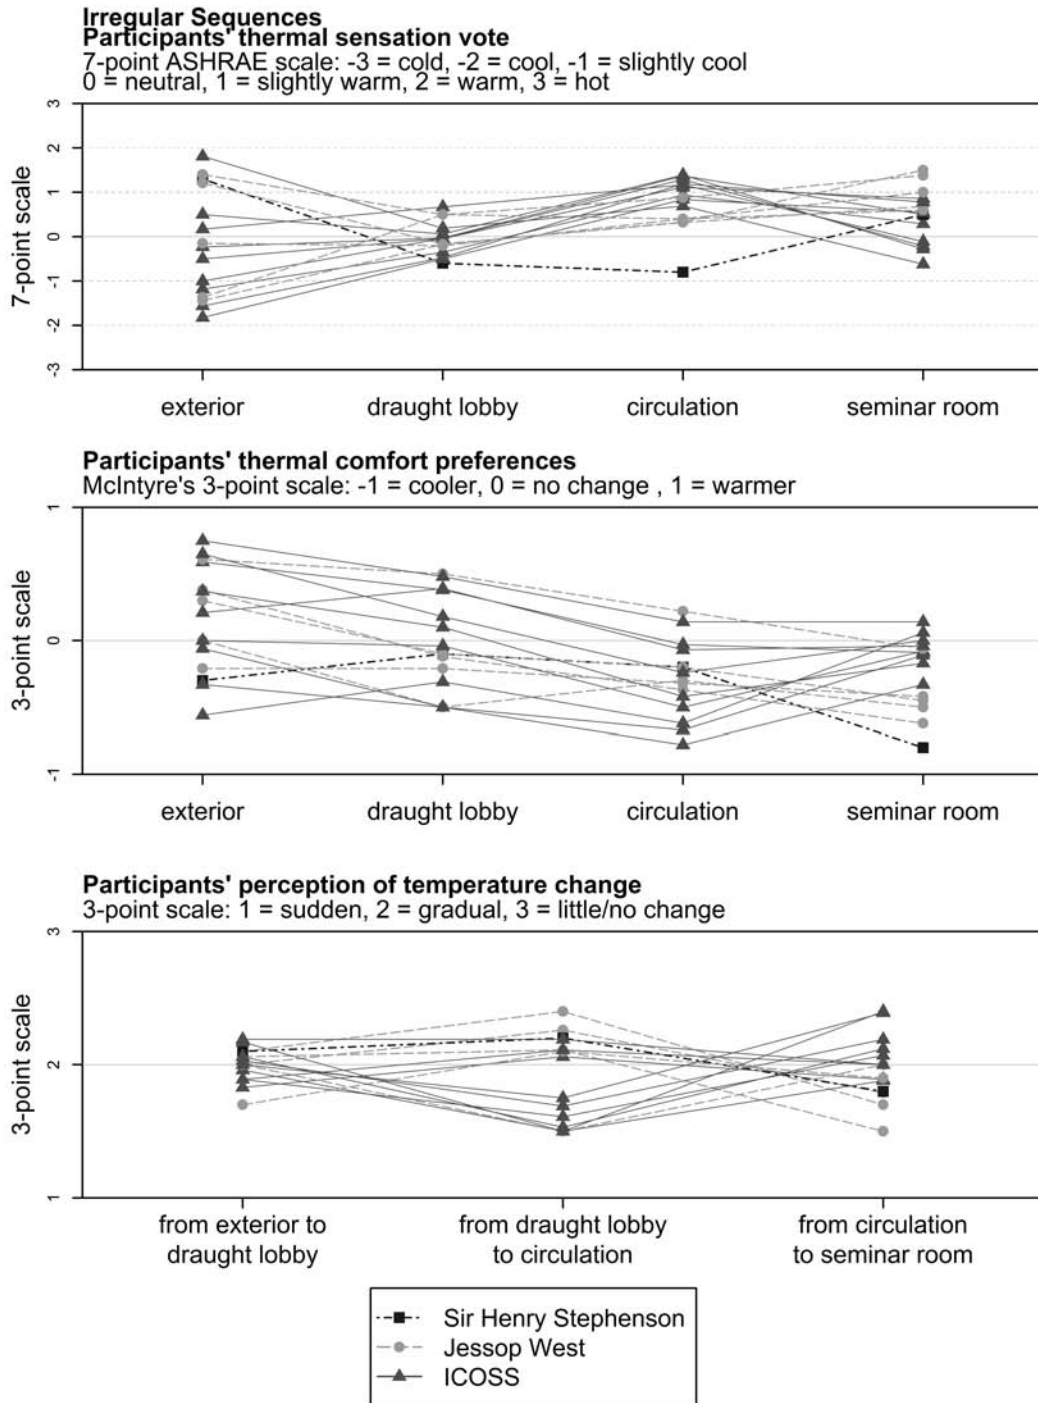 Irregular Sequences
Participants' thermal sensation vote
7-point ASHRAE scale: -3 = cold, -2 = cool, -1 = slightly cool
0 = neutral, 1 = slightly warm, 2 = warm, 3 = hot
7-point scale
3
2
1
0
-1
-2
-3
exterior draught lobby circulation seminar room
Participants' thermal comfort preferences
McIntyre's 3-point scale: -1 = cooler, 0 = no change , 1 = warmer
3-point scale
1
0
-1
exterior draught lobby circulation seminar room
Participants' perception of temperature change
3-point scale: 1 = sudden, 2 = gradual, 3 = little/no change
3-point scale
3
2
1
from exterior to from draught lobby from circulation
draught lobby to circulation to seminar room
Sir Henry Stephenson
Jessop West
ICOSS